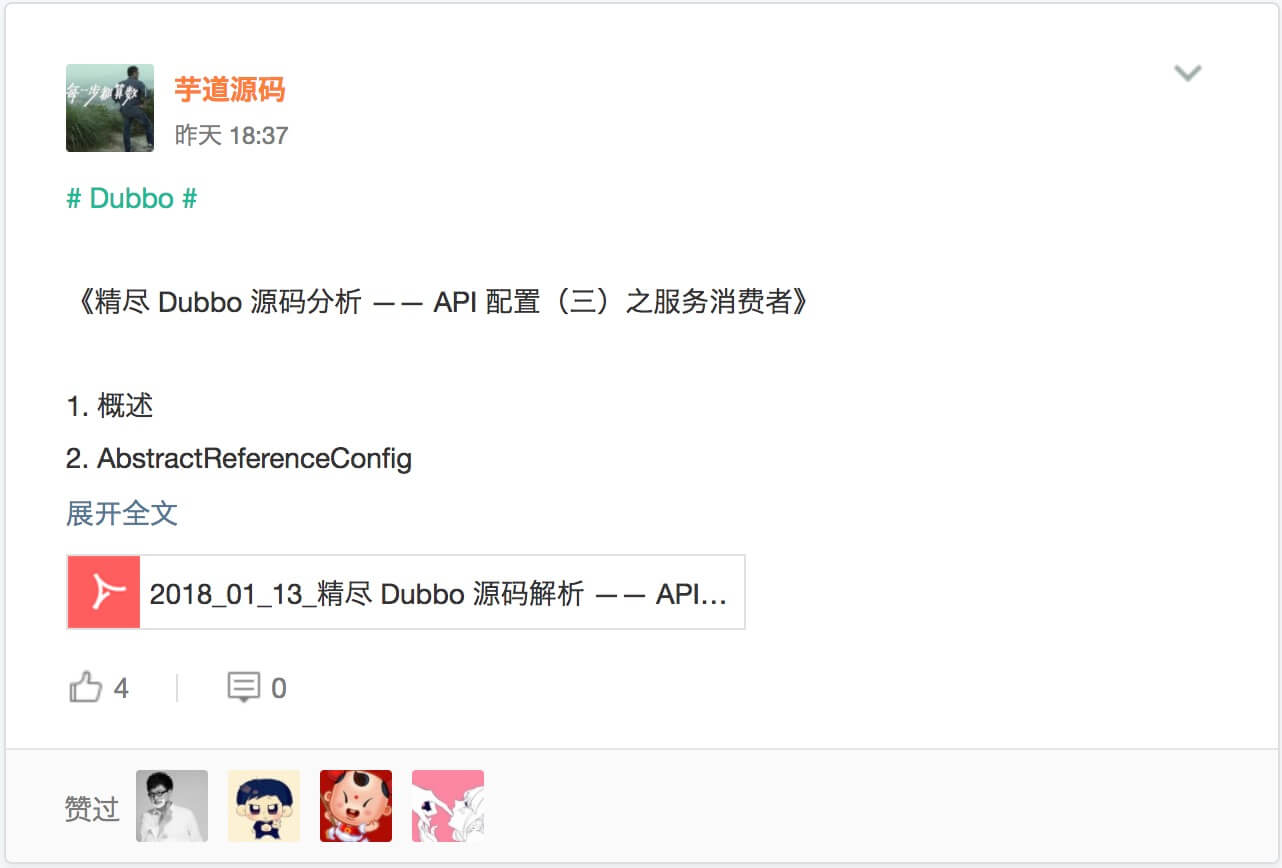 每一步都算数
芋道源码
昨天 18:37
# Dubbo #
《精尽 Dubbo 源码分析 —— API 配置（三）之服务消费者》
1. 概述
2. AbstractReferenceConfig
展开全文
2018_01_13_精尽 Dubbo 源码解析 —— API...
4
0
赞过